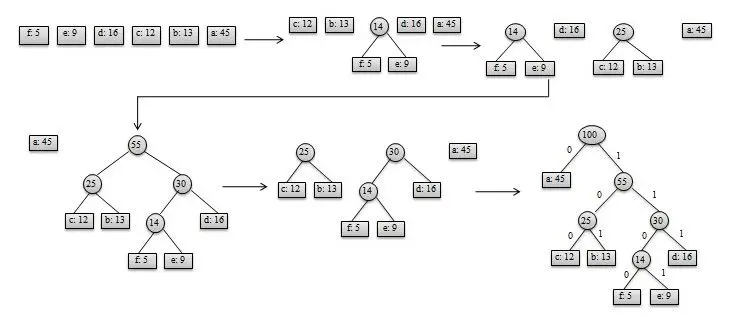 f: 5 e: 9 d: 16 c: 12 b: 13 a: 45
c: 12 b: 13 14 d: 16 a: 45
f: 5 e: 9
14 d: 16 25 a: 45
f: 5 e: 9 c: 12 b: 13
a: 45 55
25 30
c: 12 b: 13 14 d: 16
f: 5 e: 9
25 30 a: 45
c: 12 b: 13 14 d: 16
f: 5 e: 9
100
0 1
a: 45 55
0 1
25 30
0 1 0 1
c: 12 b: 13 14 d: 16
0 1
f: 5 e: 9